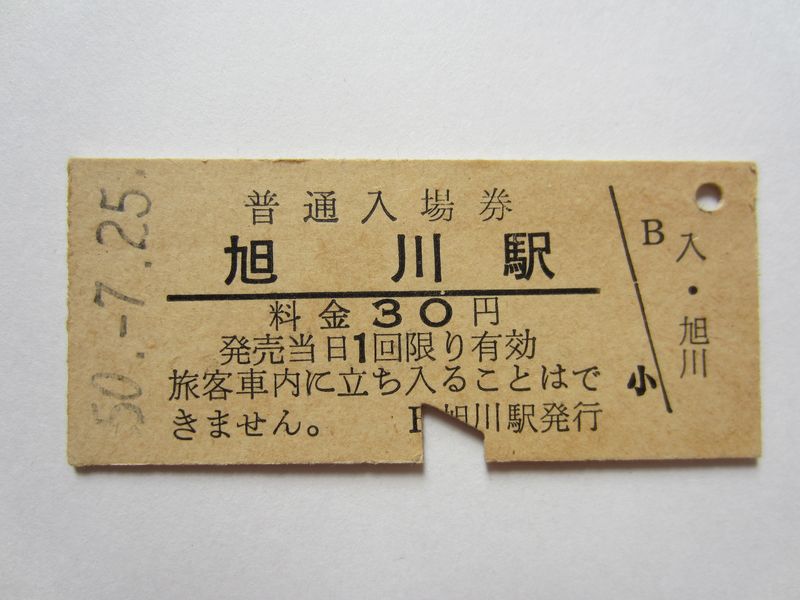 50.-7.25.
普通入場券
旭川駅
料金30円
発売当日1回限り有効
旅客車内に立ち入ることはで
きません。
旭川駅発行
B
小
入・旭川